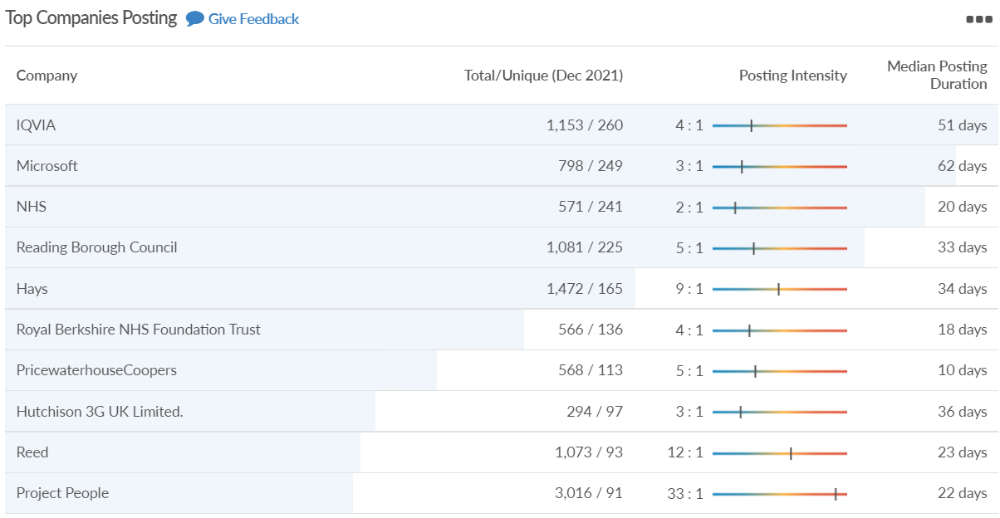 Top Companies Posting Give Feedback
Company Total/Unique (Dec 2021) Posting Intensity Median Posting Duration
IQVIA 1,153 / 260 4 : 1 51 days
Microsoft 798 / 249 3 : 1 62 days
NHS 571 / 241 2 : 1 20 days
Reading Borough Council 1,081 / 225 5 : 1 33 days
Hays 1,472 / 165 9 : 1 34 days
Royal Berkshire NHS Foundation Trust 566 / 136 4 : 1 18 days
PricewaterhouseCoopers 568 / 113 5 : 1 10 days
Hutchison 3G UK Limited. 294 / 97 3 : 1 36 days
Reed 1,073 / 93 12 : 1 23 days
Project People 3,016 / 91 33 : 1 22 days